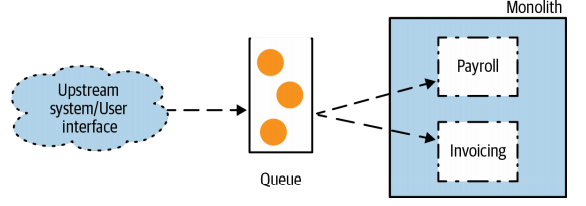 Monolith
Upstream
system/User
interface
Queue
Payroll
Invoicing